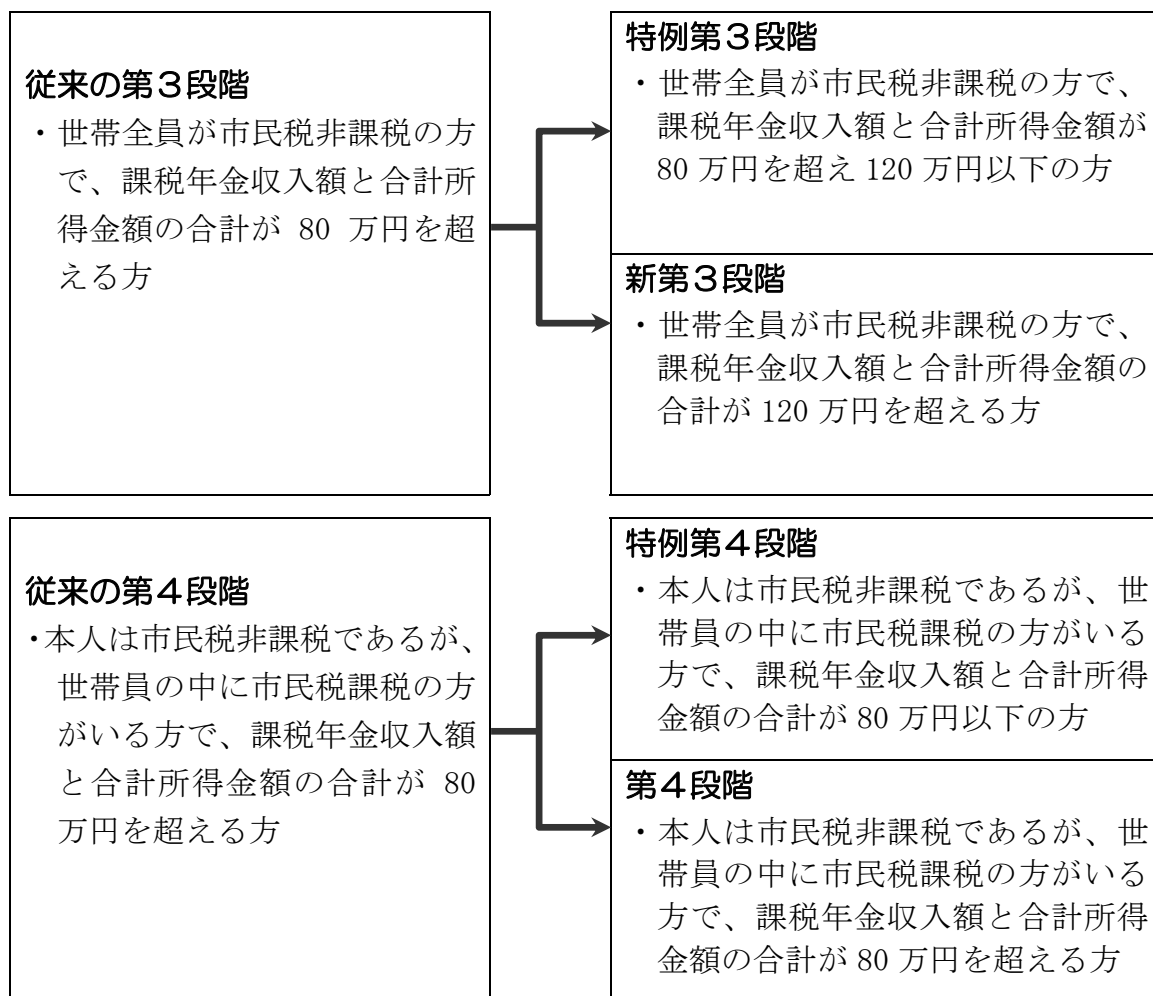 従来の第３段階
・世帯全員が市民税非課税の方
で、課税年金収入額と合計所
得金額の合計が 80 万円を超
える方
特例第３段階
・世帯全員が市民税非課税の方で、
課税年金収入額と合計所得金額が
80 万円を超え 120 万円以下の方
新第３段階
・世帯全員が市民税非課税の方で、
課税年金収入額と合計所得金額の
合計が 120 万円を超える方
従来の第４段階
・本人は市民税非課税であるが、
世帯員の中に市民税課税の方
がいる方で、課税年金収入額
と合計所得金額の合計が 80
万円を超える方
特例第４段階
・本人は市民税非課税であるが、世
帯員の中に市民税課税の方がいる
方で、課税年金収入額と合計所得
金額の合計が 80 万円以下の方
第４段階
・本人は市民税非課税であるが、世
帯員の中に市民税課税の方がいる
方で、課税年金収入額と合計所得
金額の合計が 80 万円を超える方